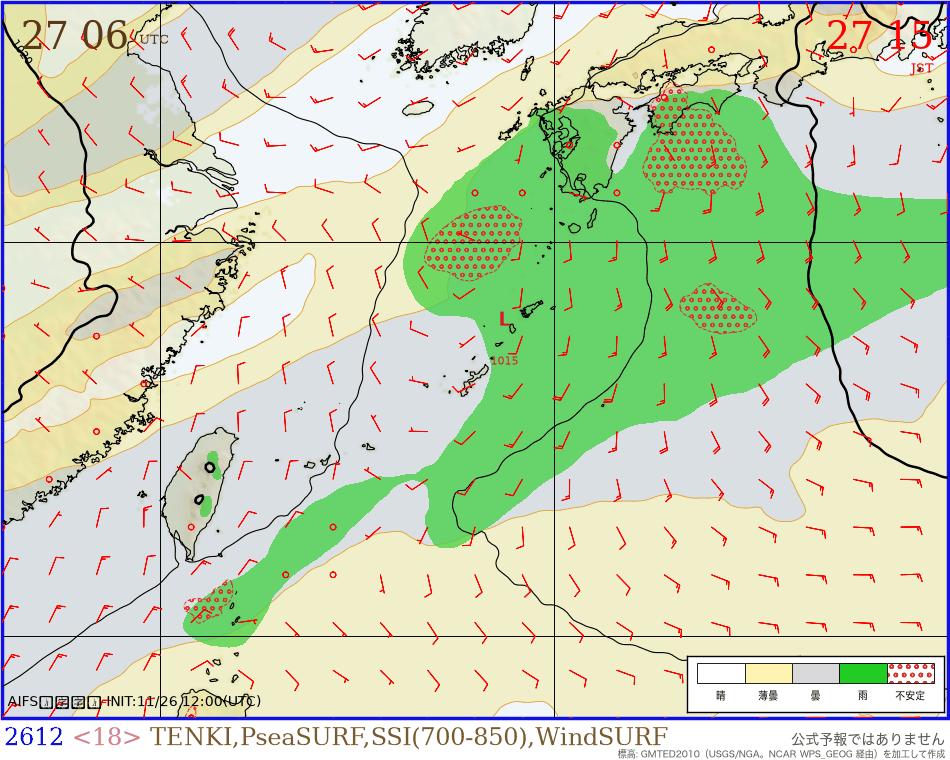 27 06 UTC
27 15
JST
L
1015
AIFS□□□□ INIT:11/26 12:00(UTC)
晴 薄曇 曇 雨 不安定
2612 <18> TENKI,PseaSURF,SSI(700-850),WindSURF
公式予報ではありません
標高: GMTED2010（USGS/NGA。NCAR WPS_GEOG 経由）を加工して作成